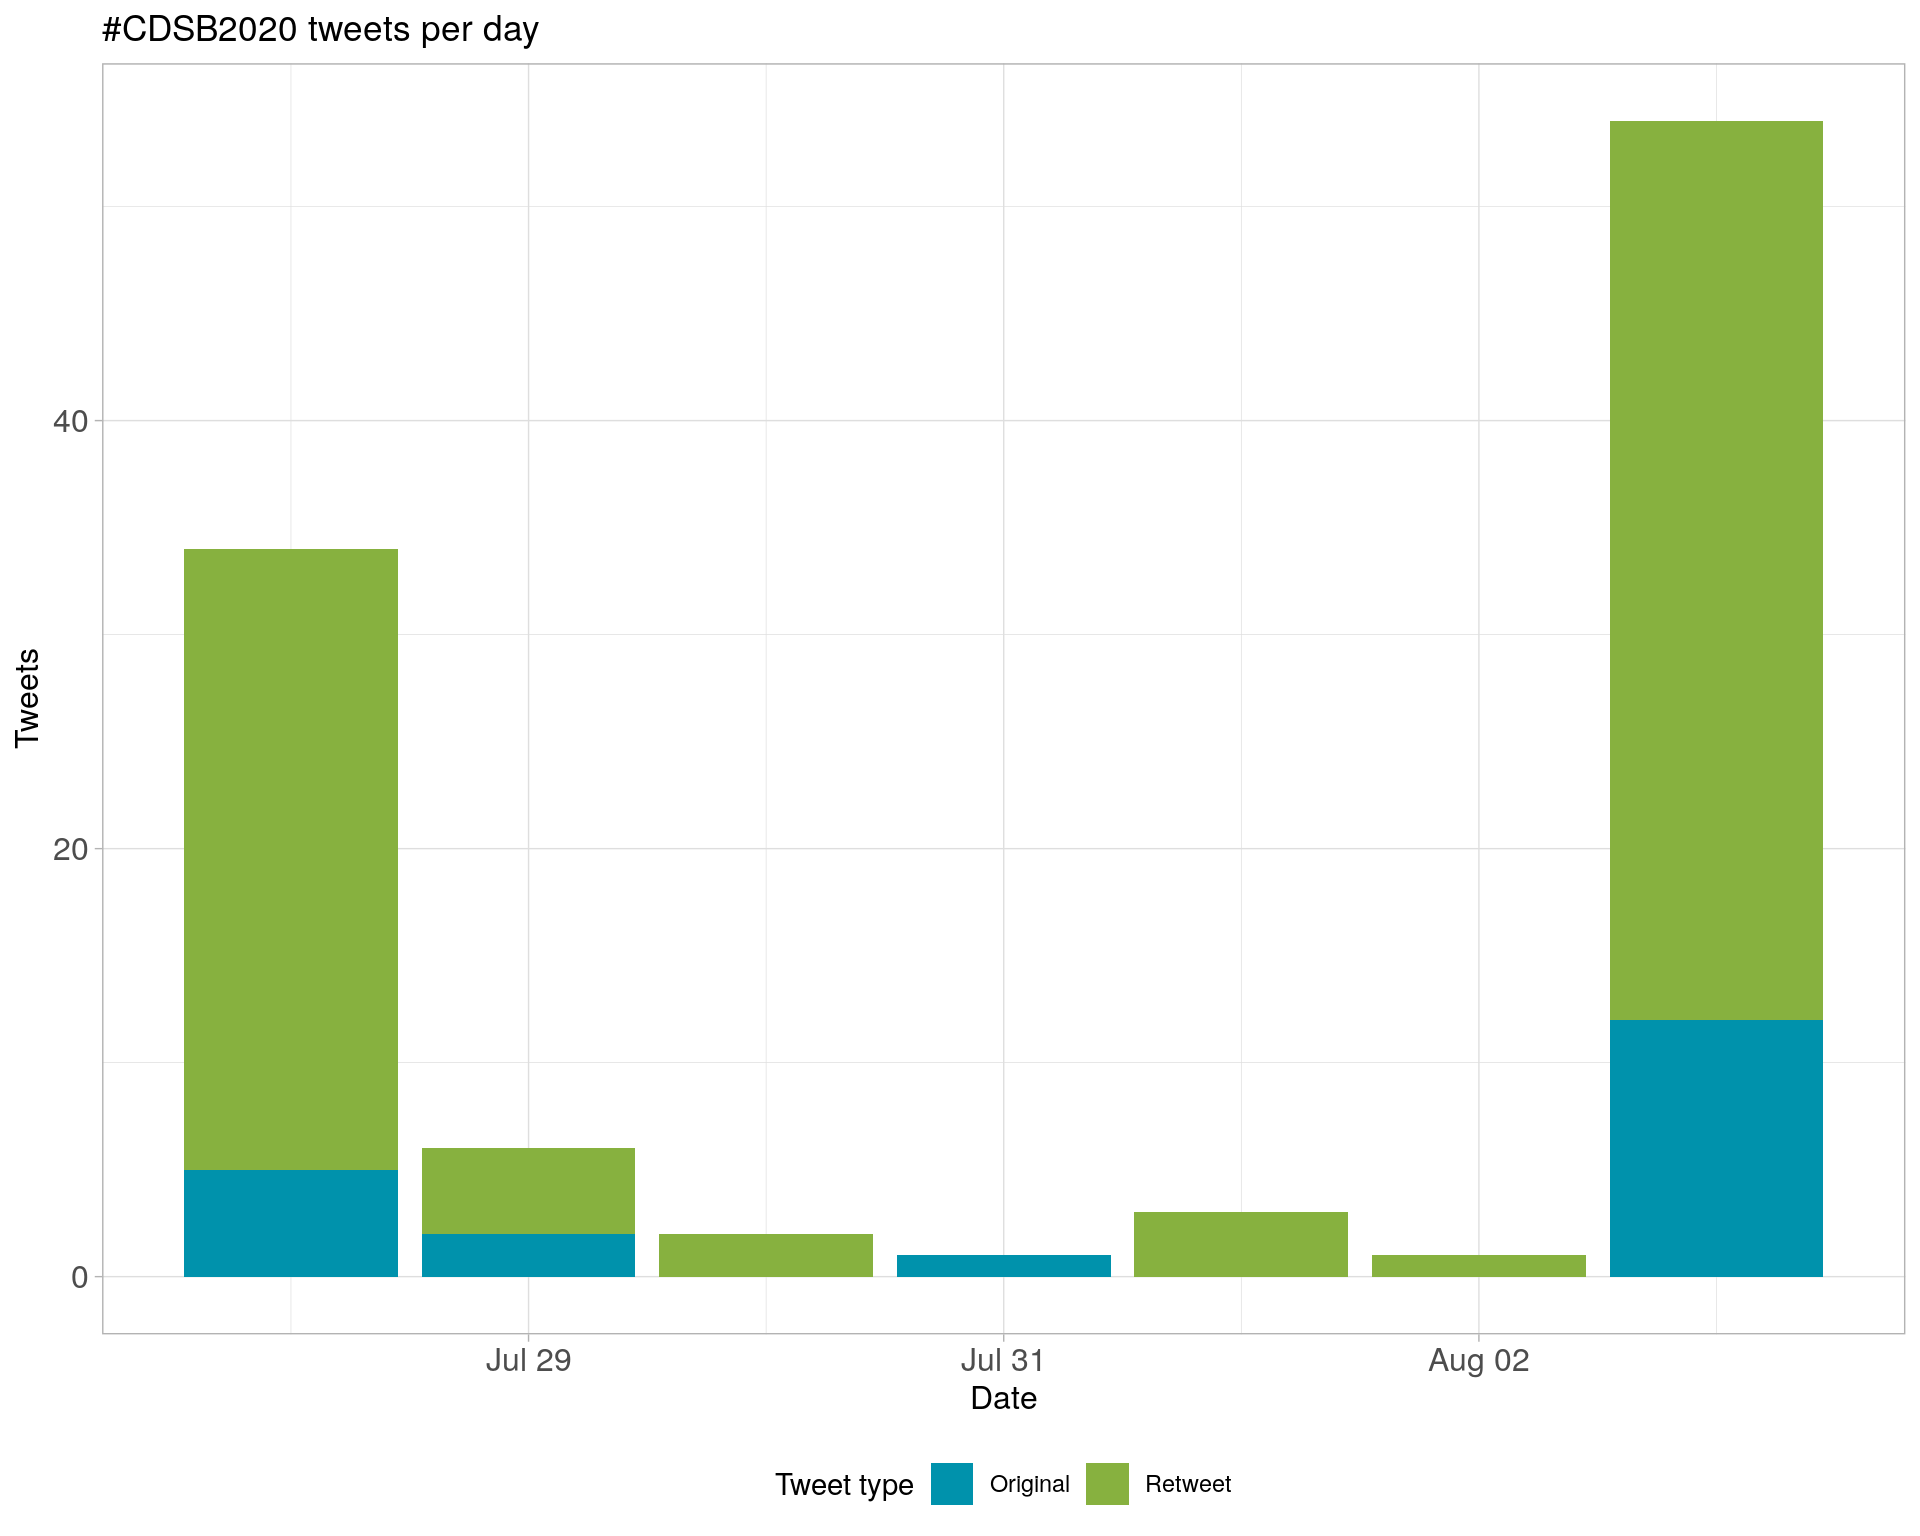 #CDSB2020 tweets per day
Tweets
40
20
0
Jul 29 Jul 31 Aug 02
Date
Tweet type Original Retweet